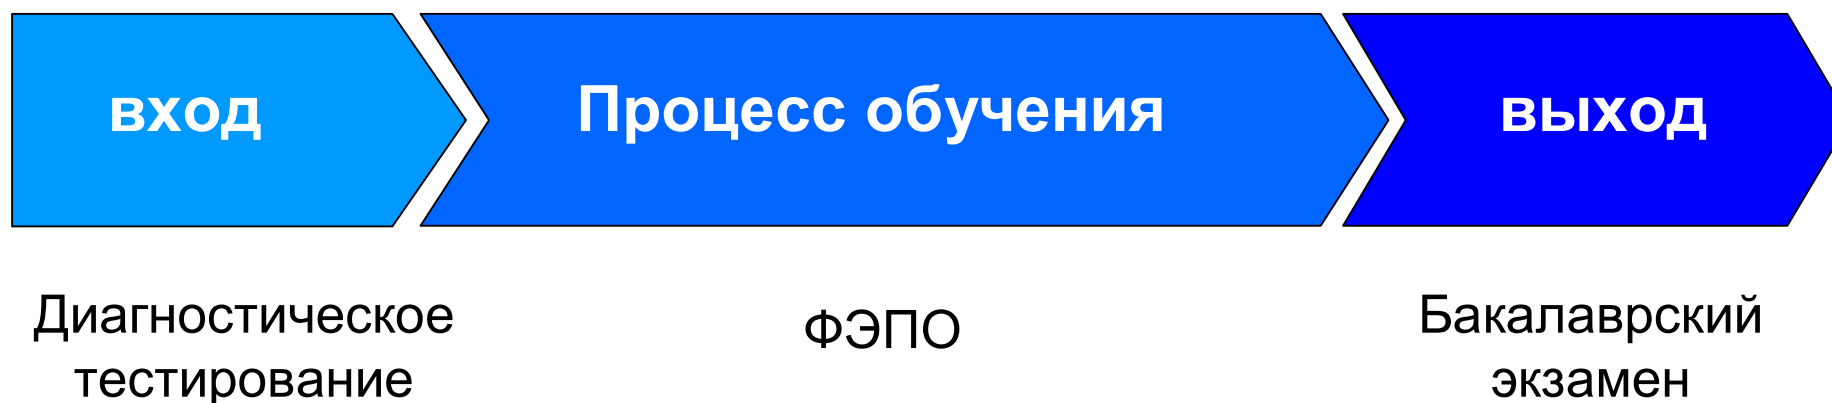 вход
Процесс обучения
выход
Диагностическое
тестирование
ФЭПО
Бакалаврский
экзамен